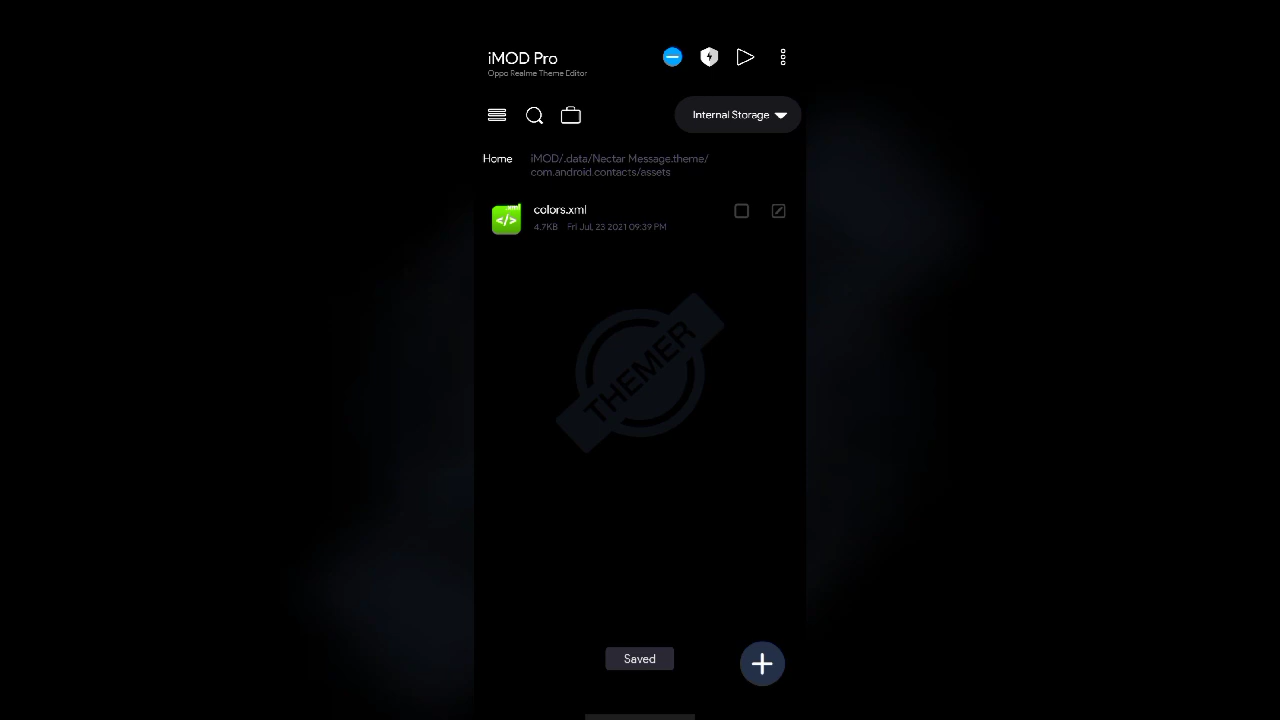 iMOD Pro
Oppo Realme Theme Editor
Internal Storage
Home
iMOD/.data/Nectar Message.theme/
com.android.contacts/assets
xml
</>
colors.xml
4.7KB Fri Jul, 23 2021 09:39 PM
THEMER
Saved